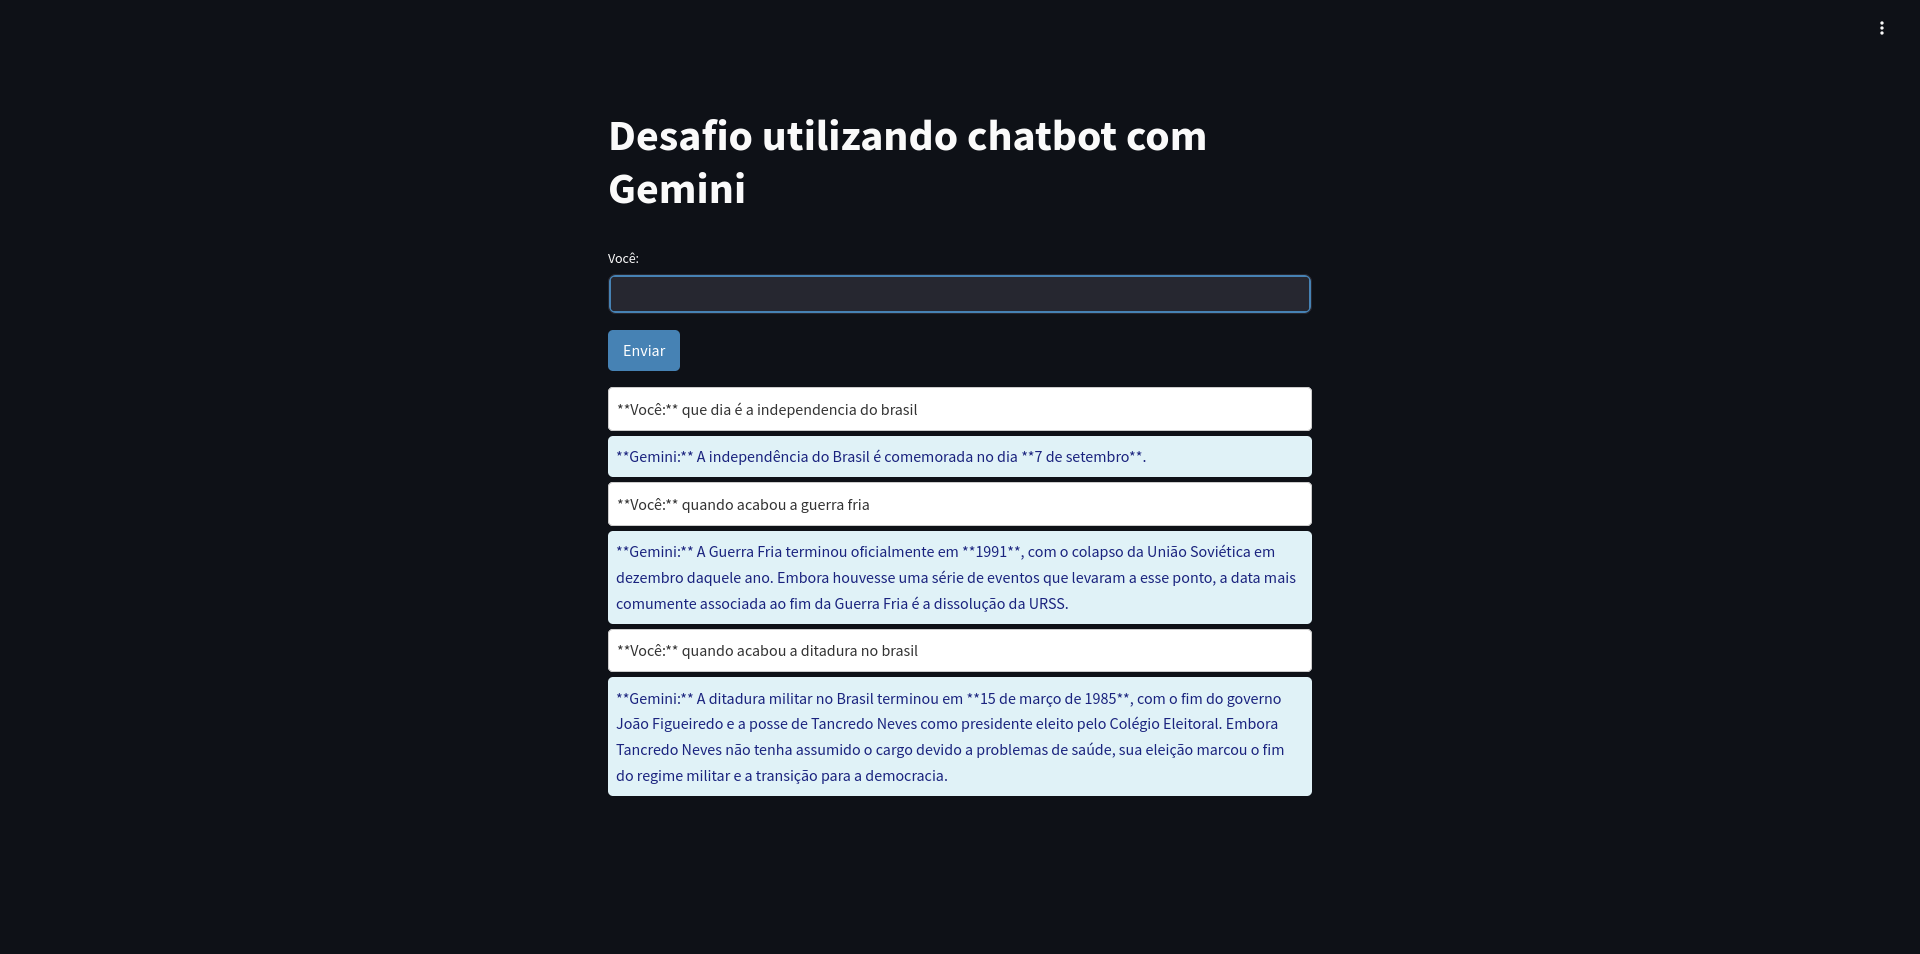 Desafio utilizando chatbot com
Gemini
Você:
Enviar
**Você:** que dia é a independencia do brasil
**Gemini:** A independência do Brasil é comemorada no dia **7 de setembro**.
**Você:** quando acabou a guerra fria
**Gemini:** A Guerra Fria terminou oficialmente em **1991**, com o colapso da União Soviética em
dezembro daquele ano. Embora houvesse uma série de eventos que levaram a esse ponto, a data mais
comumente associada ao fim da Guerra Fria é a dissolução da URSS.
**Você:** quando acabou a ditadura no brasil
**Gemini:** A ditadura militar no Brasil terminou em **15 de março de 1985**, com o fim do governo
João Figueiredo e a posse de Tancredo Neves como presidente eleito pelo Colégio Eleitoral. Embora
Tancredo Neves não tenha assumido o cargo devido a problemas de saúde, sua eleição marcou o fim
do regime militar e a transição para a democracia.